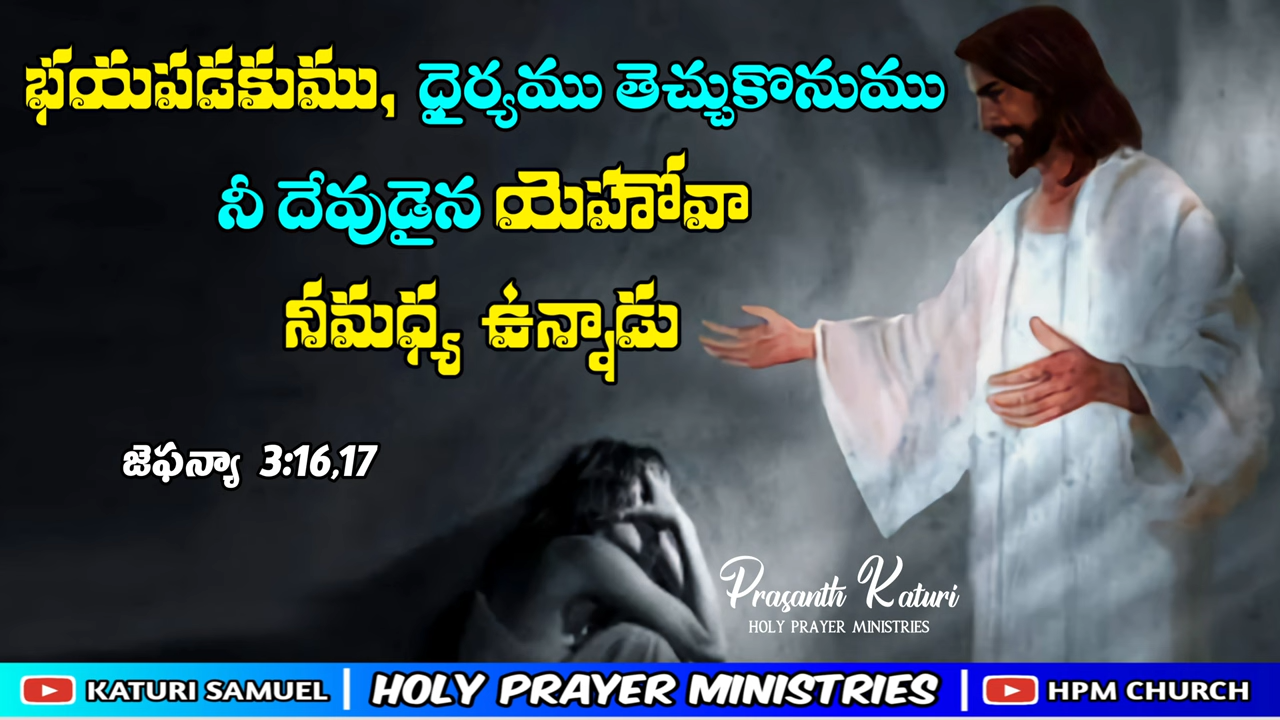 భయపడకుము, ధైర్యము తెచ్చుకొనుము
నీ దేవుడైన యెహోవా
నీమధ్య ఉన్నాడు
జెఫన్యా 3:16,17
Prasanth Katuri
HOLY PRAYER MINISTRIES
KATURI SAMUEL | HOLY PRAYER MINISTRIES | HPM CHURCH